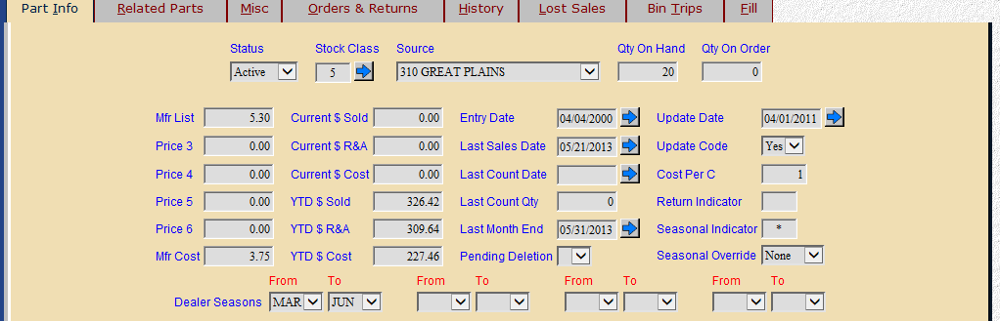 Part Info Related Parts Misc Orders & Returns History Lost Sales Bin Trips Fill
Status Stock Class Source Qty On Hand Qty On Order
Active 5 310 GREAT PLAINS 20 0
Mfr List 5.30 Current $ Sold 0.00 Entry Date 04/04/2000 Update Date 04/01/2011
Price 3 0.00 Current $ R&A 0.00 Last Sales Date 05/21/2013 Update Code Yes
Price 4 0.00 Current $ Cost 0.00 Last Count Date Cost Per C 1
Price 5 0.00 YTD $ Sold 326.42 Last Count Qty 0 Return Indicator
Price 6 0.00 YTD $ R&A 309.64 Last Month End 05/31/2013 Seasonal Indicator *
Mfr Cost 3.75 YTD $ Cost 227.46 Pending Deletion Seasonal Override None
From To From To From To From To
Dealer Seasons MAR JUN